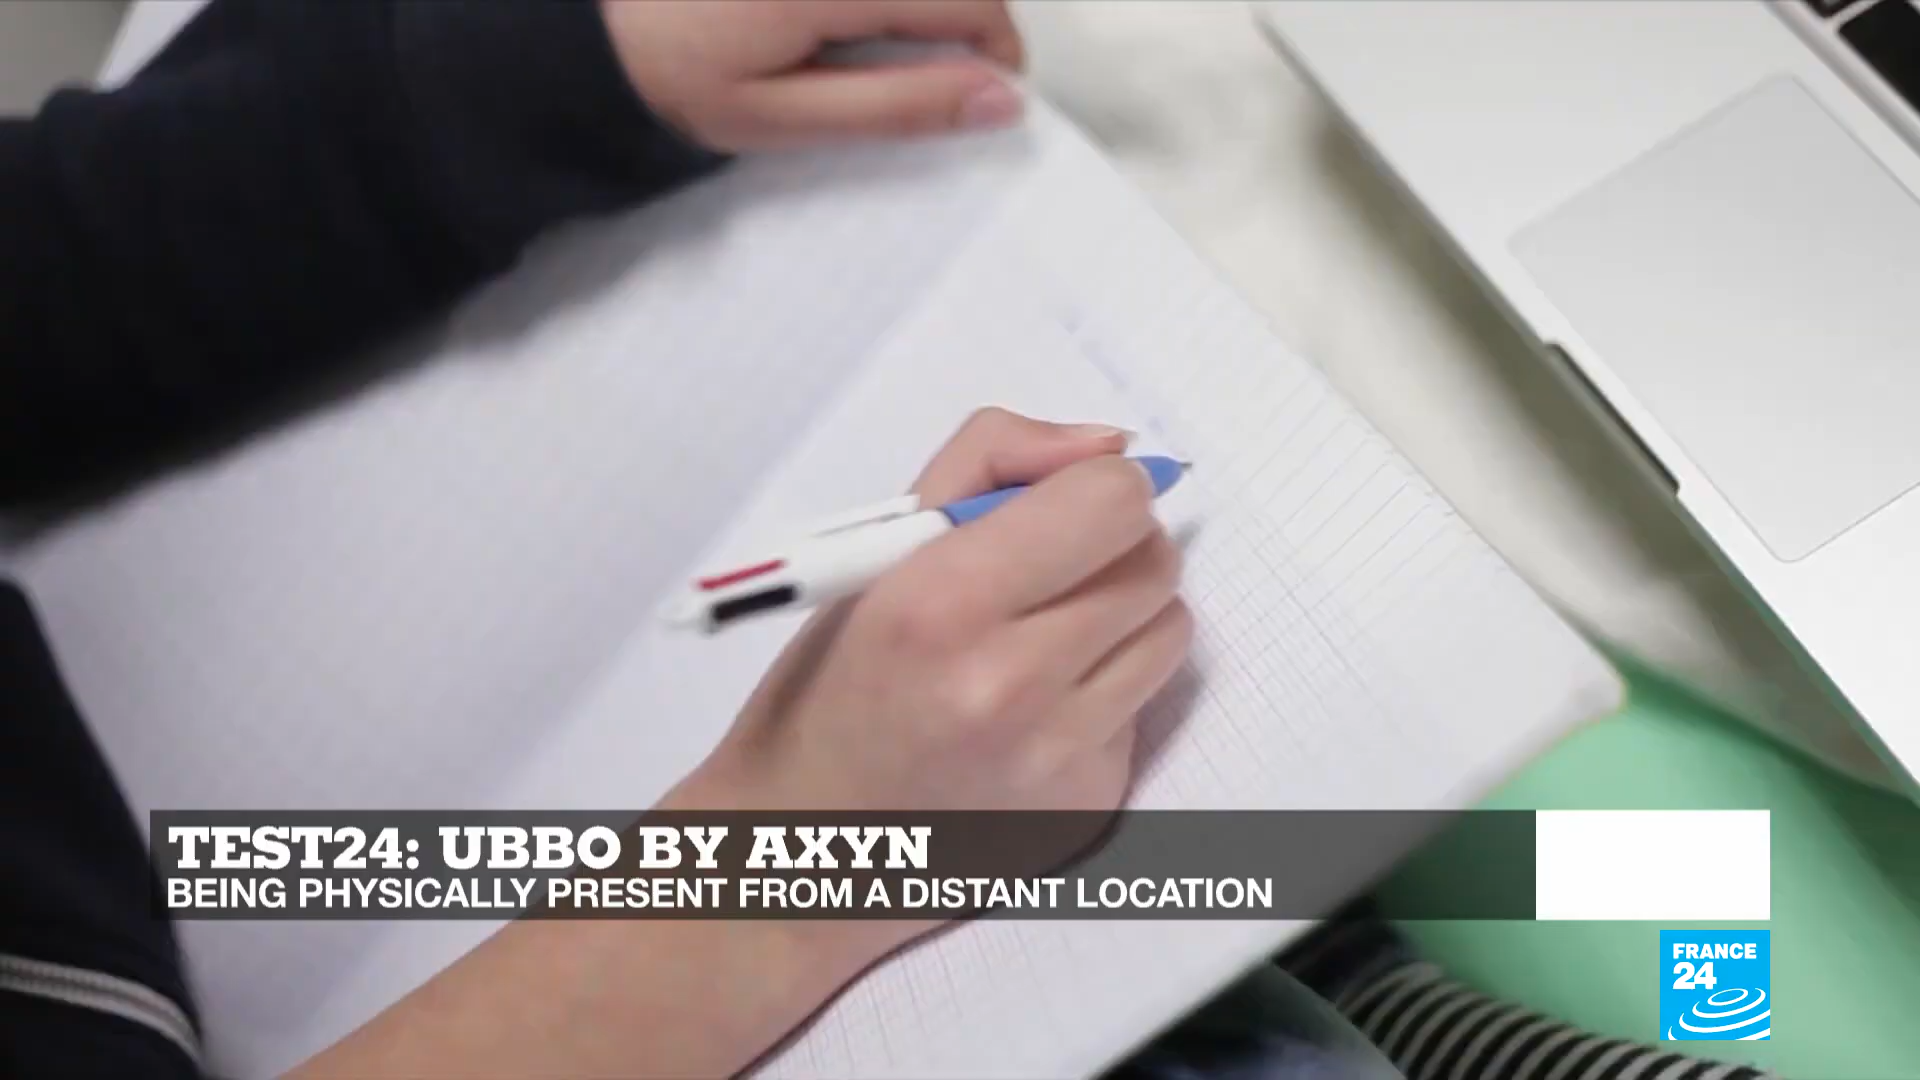 TEST24: UBBO BY AXYN
BEING PHYSICALLY PRESENT FROM A DISTANT LOCATION
FRANCE
24